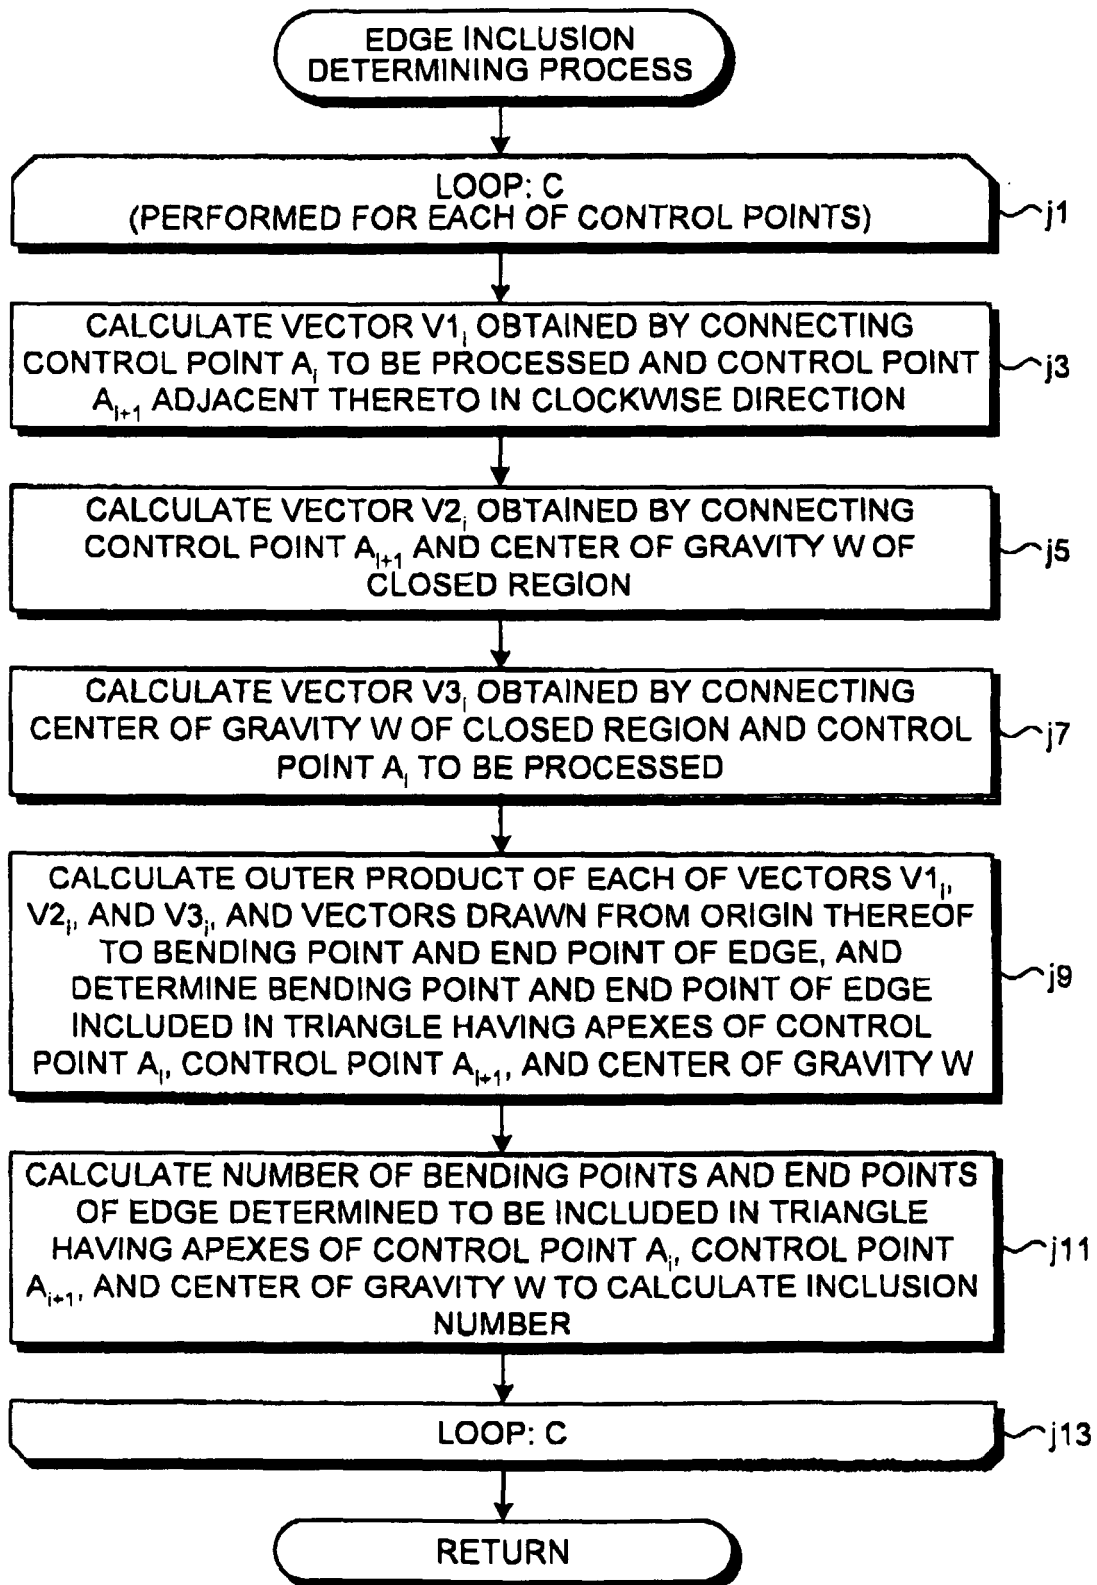 EDGE INCLUSION
DETERMINING PROCESS
LOOP: C
(PERFORMED FOR EACH OF CONTROL POINTS)
j1
CALCULATE VECTOR V1i OBTAINED BY CONNECTING
CONTROL POINT Ai TO BE PROCESSED AND CONTROL POINT
Ai+1 ADJACENT THERETO IN CLOCKWISE DIRECTION
j3
CALCULATE VECTOR V2i OBTAINED BY CONNECTING
CONTROL POINT Ai+1 AND CENTER OF GRAVITY W OF
CLOSED REGION
j5
CALCULATE VECTOR V3i OBTAINED BY CONNECTING
CENTER OF GRAVITY W OF CLOSED REGION AND CONTROL
POINT Ai TO BE PROCESSED
j7
CALCULATE OUTER PRODUCT OF EACH OF VECTORS V1i,
V2i, AND V3i, AND VECTORS DRAWN FROM ORIGIN THEREOF
TO BENDING POINT AND END POINT OF EDGE, AND
DETERMINE BENDING POINT AND END POINT OF EDGE
INCLUDED IN TRIANGLE HAVING APEXES OF CONTROL
POINT Ai, CONTROL POINT Ai+1, AND CENTER OF GRAVITY W
j9
CALCULATE NUMBER OF BENDING POINTS AND END POINTS
OF EDGE DETERMINED TO BE INCLUDED IN TRIANGLE
HAVING APEXES OF CONTROL POINT Ai, CONTROL POINT
Ai+1, AND CENTER OF GRAVITY W TO CALCULATE INCLUSION
NUMBER
j11
LOOP: C
j13
RETURN